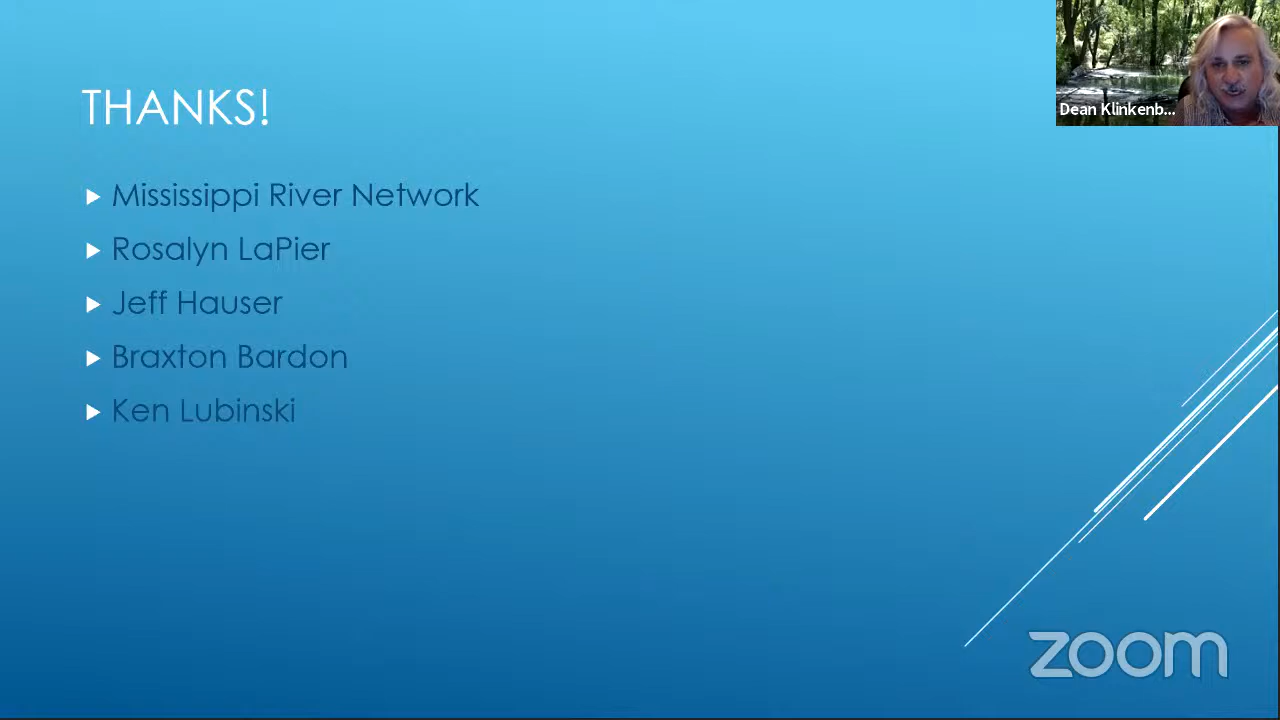 THANKS!
Mississippi River Network
Rosalyn LaPier
Jeff Hauser
Braxton Bardon
Ken Lubinski
Dean Klinkenb...
zoom